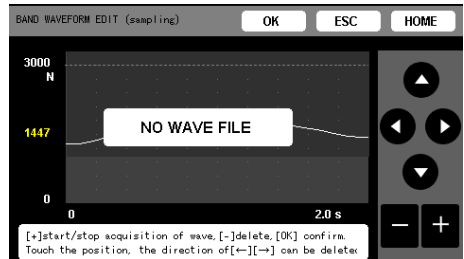 BAND WAVEFORM EDIT (sampling)
OK
ESC
HOME
3000
N
1447
NO WAVE FILE
0
0
2.0 s
− +
[+]start/stop acquisition of wave,[-]delete,[OK] confirm.
Touch the position, the direction of[←][→] can be deleted